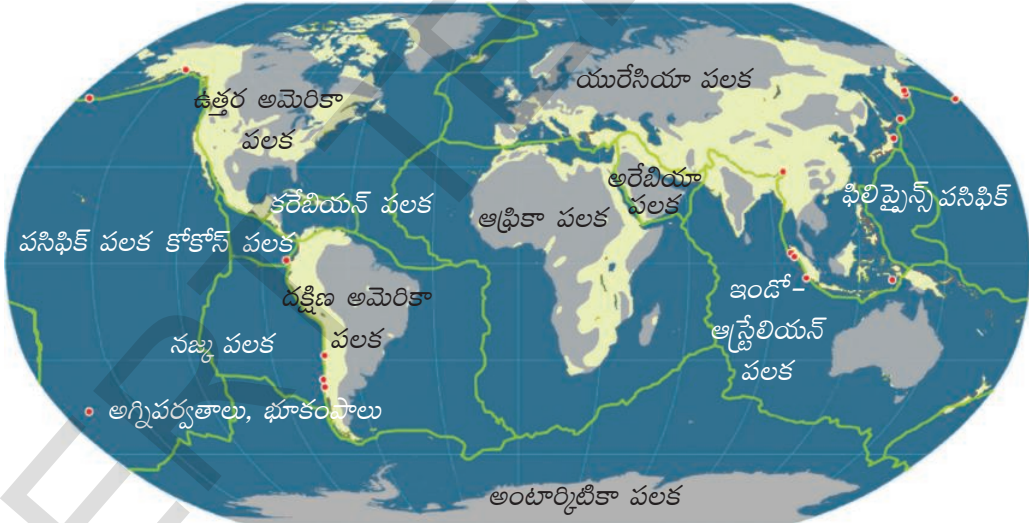 యురేసియా పలక
ఉత్తర అమెరికా
పలక
అరేబియా
పలక
కరేబియన్ పలక
ఆఫ్రికా పలక
ఫిలిప్పైన్స్ పసిఫిక్
పసిఫిక్ పలక కోకోస్ పలక
దక్షిణ అమెరికా
పలక
ఇండో-
ఆస్ట్రేలియన్
పలక
నజ్క పలక
అగ్నిపర్వతాలు, భూకంపాలు
అంటార్కిటికా పలక